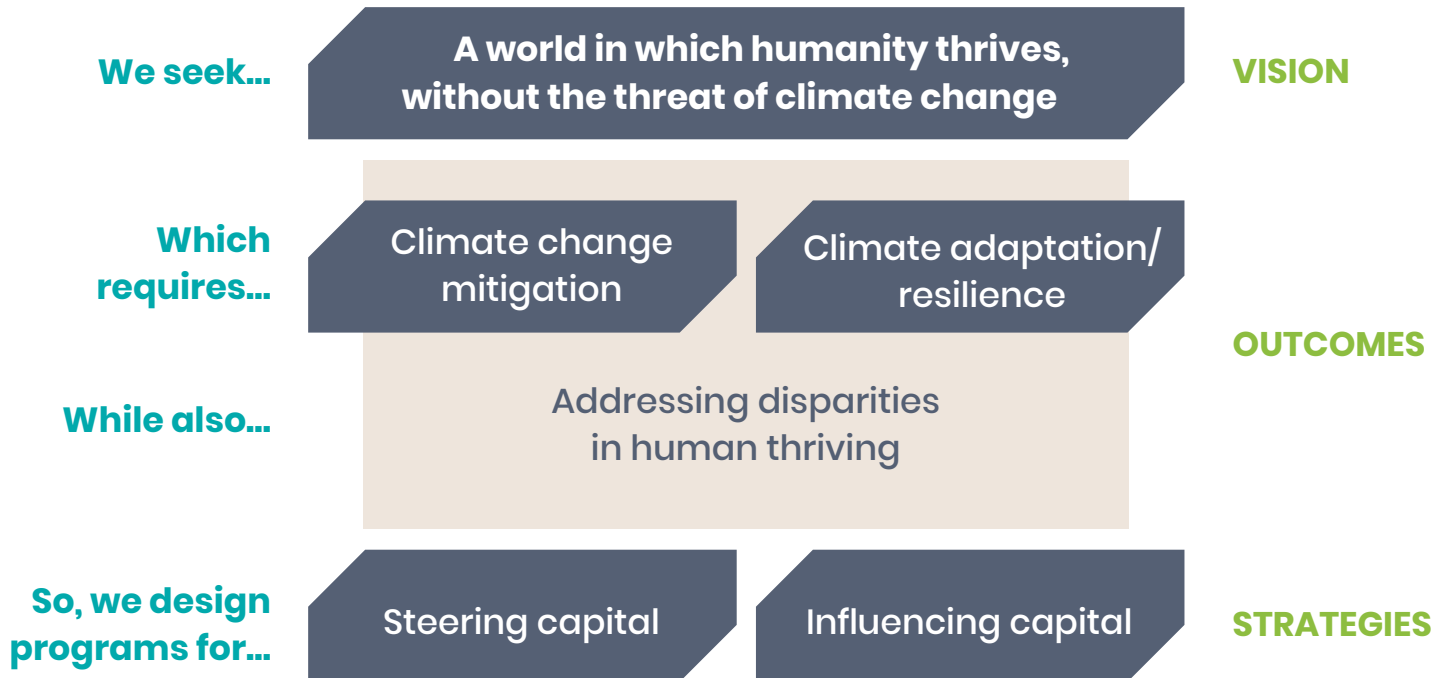 We seek...
A world in which humanity thrives,
without the threat of climate change
VISION
Which
requires...
Climate change
mitigation
Climate adaptation/
resilience
OUTCOMES
While also...
Addressing disparities
in human thriving
So, we design
programs for...
Steering capital
Influencing capital
STRATEGIES